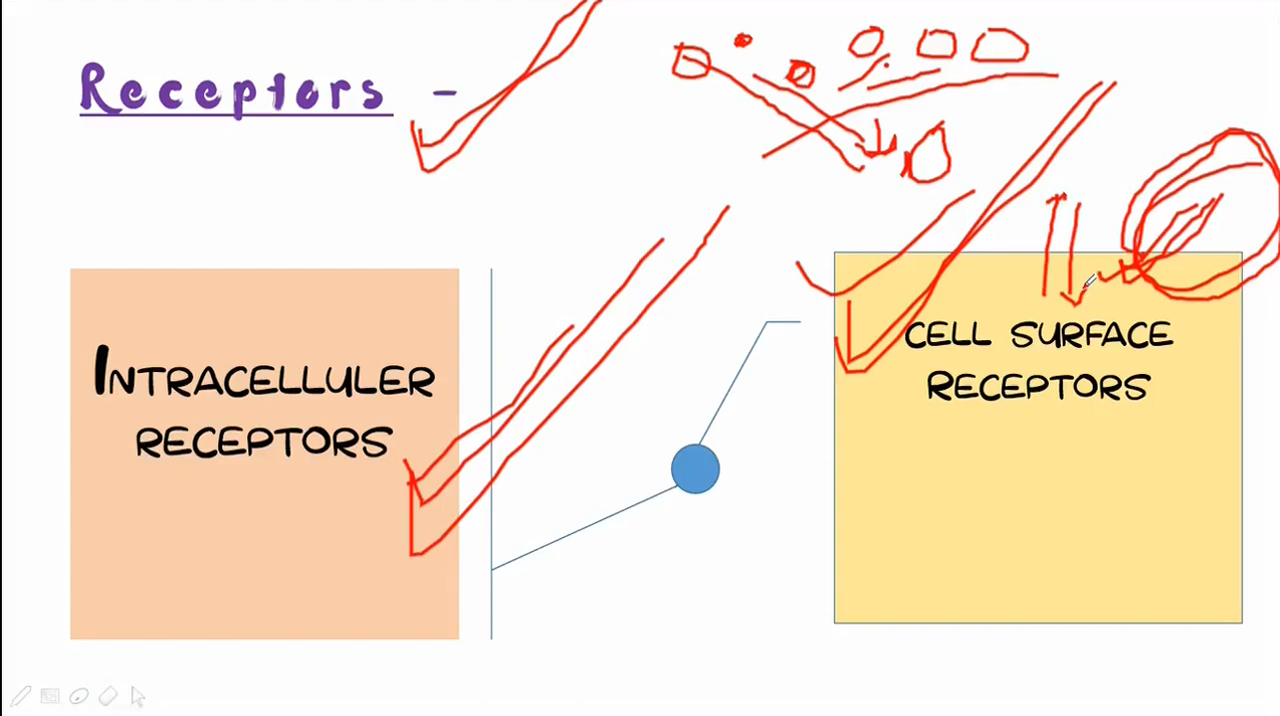 Receptors -
INTRACELLULER
RECEPTORS
CELL SURFACE
RECEPTORS